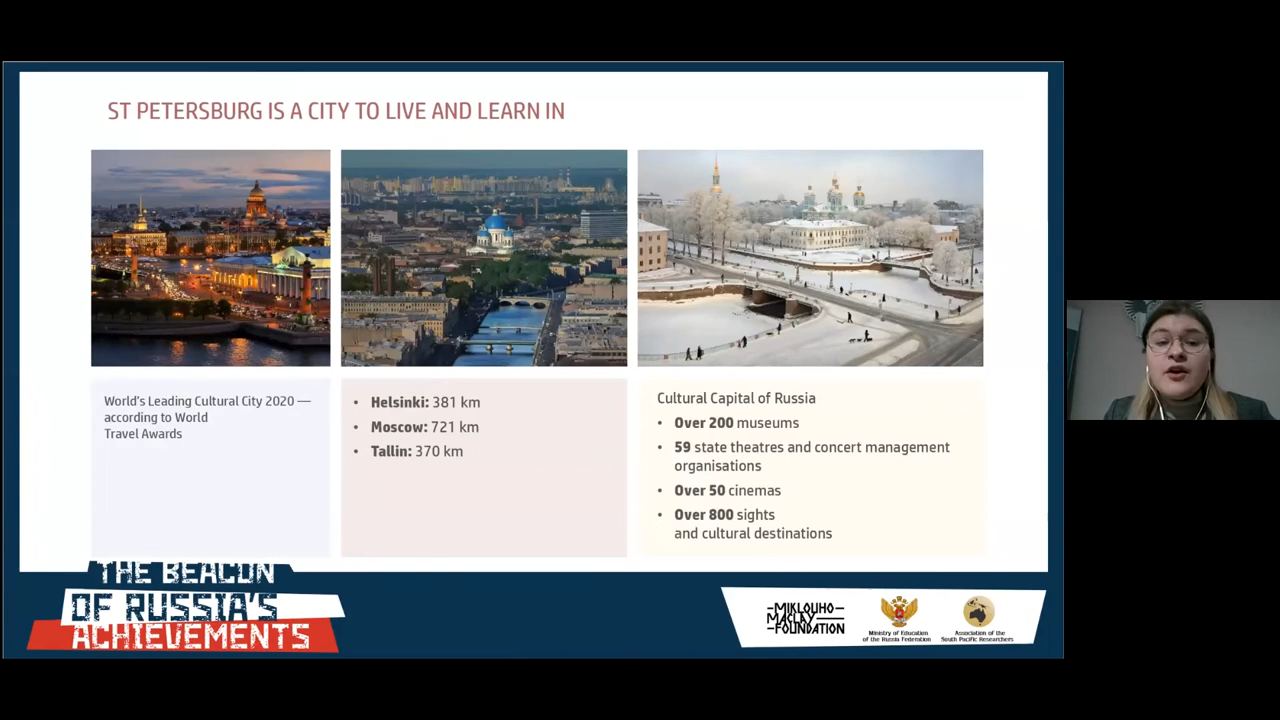 ST PETERSBURG IS A CITY TO LIVE AND LEARN IN
World's Leading Cultural City 2020 —
according to World
Travel Awards
• Helsinki: 381 km
• Moscow: 721 km
• Tallin: 370 km
Cultural Capital of Russia
• Over 200 museums
• 59 state theatres and concert management
organisations
• Over 50 cinemas
• Over 800 sights
and cultural destinations
THE BEACON
OF RUSSIA'S
ACHIEVEMENTS
MIKLOUHO
MACLAY
FOUNDATION
Ministry of Education
of the Russia Federation
Association of the
South Pacific Researchers